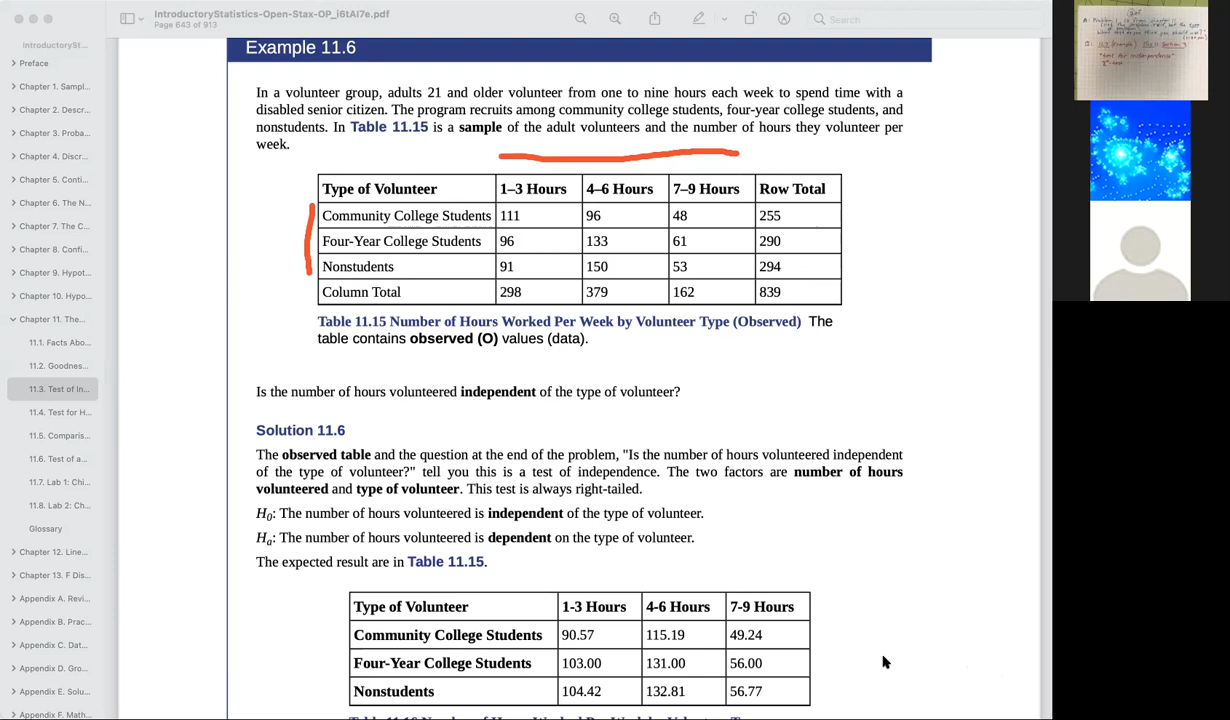 IntroductoryStatistics-Open-Stax-OP_i6tAI7e.pdf
Page 643 of 913
Search
IntroductorySt...
Preface
Chapter 1. Sampl...
Chapter 2. Descr...
Chapter 3. Proba...
Chapter 4. Discr...
Chapter 5. Conti...
Chapter 6. The N...
Chapter 7. The C...
Chapter 8. Confi...
Chapter 9. Hypot...
Chapter 10. Hypo...
Chapter 11. The...
11.1. Facts Abo...
11.2. Goodnes...
11.3. Test of In...
11.4. Test for H...
11.5. Comparis...
11.6. Test of a...
11.7. Lab 1: Chi...
11.8. Lab 2: Ch...
Glossary
Chapter 12. Line...
Chapter 13. F Dis...
Appendix A. Revi...
Appendix B. Prac...
Appendix C. Dat...
Appendix D. Gro...
Appendix E. Solu...
Appendix F. Math...
Example 11.6
In a volunteer group, adults 21 and older volunteer from one to nine hours each week to spend time with a
disabled senior citizen. The program recruits among community college students, four-year college students, and
nonstudents. In Table 11.15 is a sample of the adult volunteers and the number of hours they volunteer per
week.
Type of Volunteer 1–3 Hours 4–6 Hours 7–9 Hours Row Total
Community College Students 111 96 48 255
Four-Year College Students 96 133 61 290
Nonstudents 91 150 53 294
Column Total 298 379 162 839
Table 11.15 Number of Hours Worked Per Week by Volunteer Type (Observed) The
table contains observed (O) values (data).
Is the number of hours volunteered independent of the type of volunteer?
Solution 11.6
The observed table and the question at the end of the problem, "Is the number of hours volunteered independent
of the type of volunteer?" tell you this is a test of independence. The two factors are number of hours
volunteered and type of volunteer. This test is always right-tailed.
H0: The number of hours volunteered is independent of the type of volunteer.
Ha: The number of hours volunteered is dependent on the type of volunteer.
The expected result are in Table 11.15.
Type of Volunteer 1-3 Hours 4-6 Hours 7-9 Hours
Community College Students 90.57 115.19 49.24
Four-Year College Students 103.00 131.00 56.00
Nonstudents 104.42 132.81 56.77